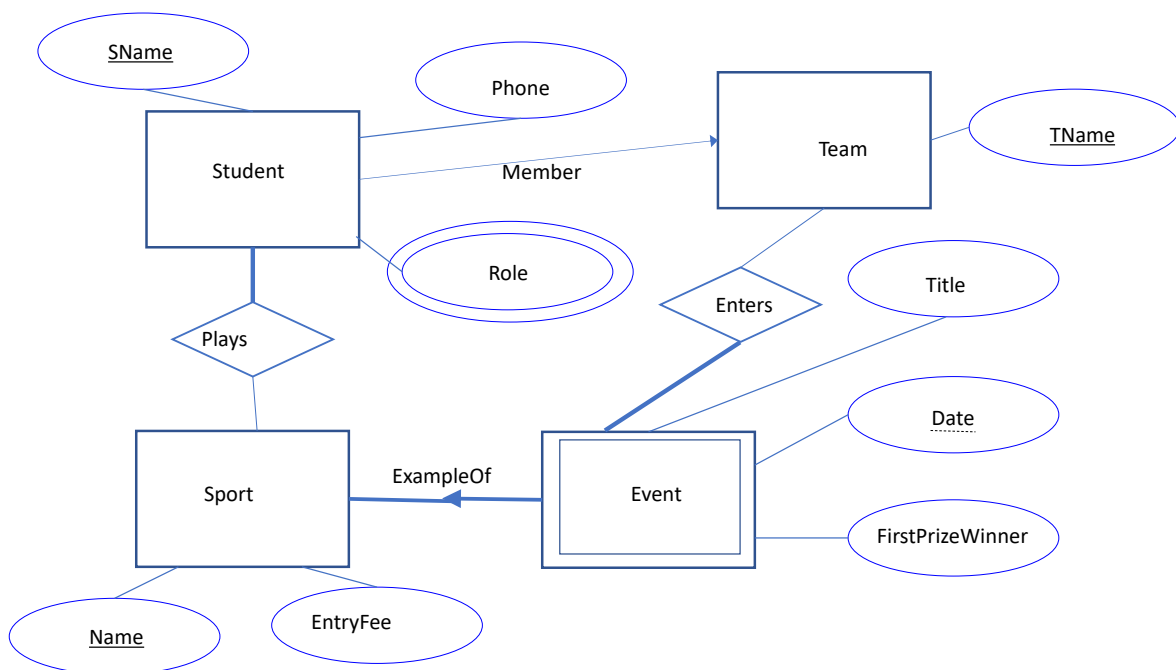 SName
Phone
Team
TName
Student
Member
Role
Title
Enters
Plays
Date
ExampleOf
Sport
Event
FirstPrizeWinner
EntryFee
Name